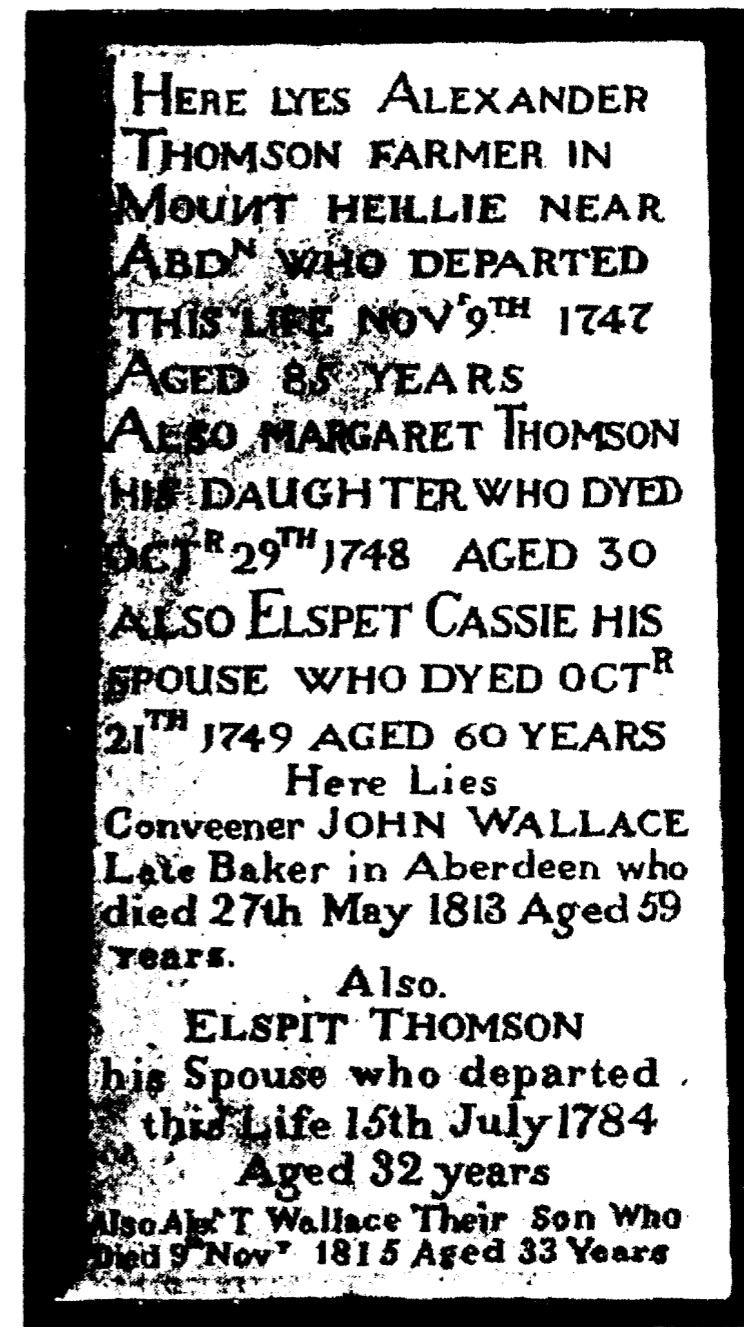 HERE LYES ALEXANDER
THOMSON FARMER IN
MOUNT HEILLIE NEAR
ABDN WHO DEPARTED
THIS LIFE NOVr 9TH 1747
AGED 85 YEARS
ALSO MARGARET THOMSON
HIS DAUGHTER WHO DYED
OCTR 29TH 1748 AGED 30
ALSO ELSPET CASSIE HIS
SPOUSE WHO DYED OCTR
21TH 1749 AGED 60 YEARS
Here Lies
Conveener JOHN WALLACE
Late Baker in Aberdeen who
died 27th May 1813 Aged 59
years.
Also.
ELSPIT THOMSON
his Spouse who departed
this Life 15th July 1784
Aged 32 years
Also Alexr T Wallace Their Son Who
Died 9th Novr 1815 Aged 33 Years